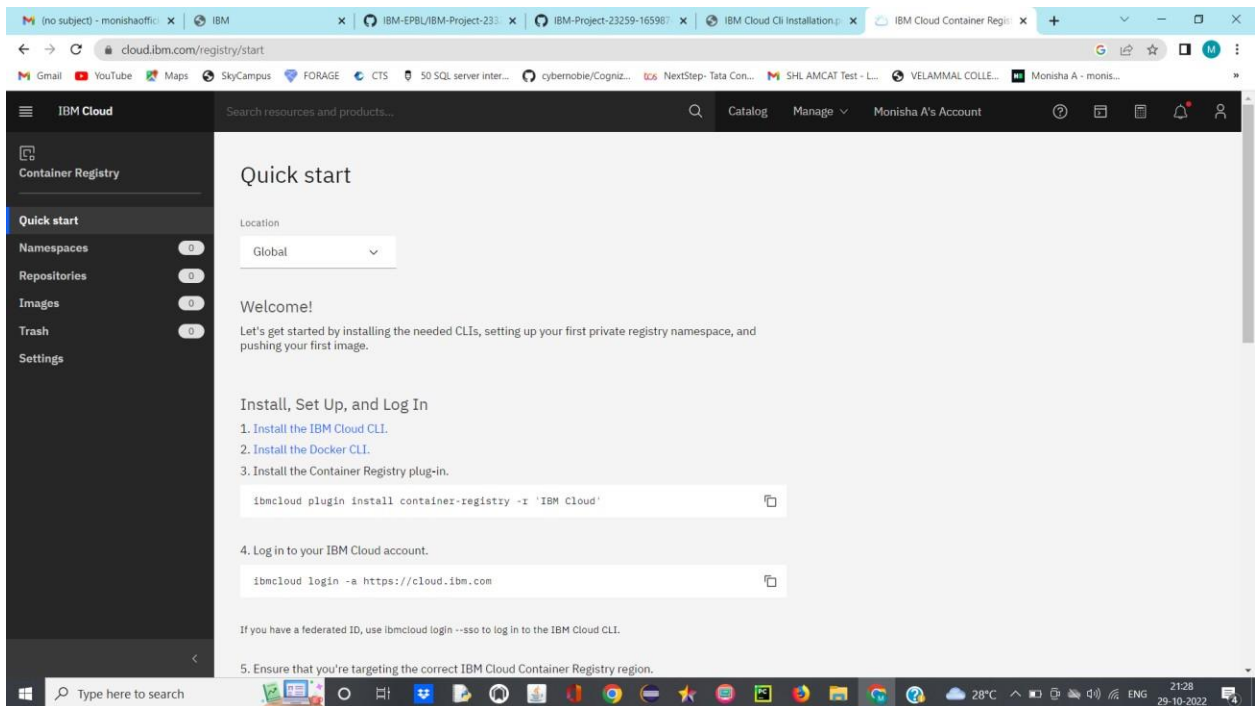 (no subject) - monishaoffici
IBM
IBM-EPBL/IBM-Project-233
IBM-Project-23259-165987
IBM Cloud Cli Installation.p
IBM Cloud Container Regis
cloud.ibm.com/registry/start
Gmail
YouTube
Maps
SkyCampus
FORAGE
CTS
50 SQL server inter...
cybernobie/Cogniz...
NextStep- Tata Con...
SHL AMCAT Test - L...
VELAMMAL COLLE...
Monisha A - monis...
IBM Cloud
Search resources and products...
Catalog
Manage
Monisha A's Account
Container Registry
Quick start
Namespaces 0
Repositories 0
Images 0
Trash 0
Settings
Quick start
Location
Global
Welcome!
Let's get started by installing the needed CLIs, setting up your first private registry namespace, and
pushing your first image.
Install, Set Up, and Log In
1. Install the IBM Cloud CLI.
2. Install the Docker CLI.
3. Install the Container Registry plug-in.
ibmcloud plugin install container-registry -r 'IBM Cloud'
4. Log in to your IBM Cloud account.
ibmcloud login -a https://cloud.ibm.com
If you have a federated ID, use ibmcloud login --sso to log in to the IBM Cloud CLI.
5. Ensure that you're targeting the correct IBM Cloud Container Registry region.
Type here to search
28°C
ENG
21:28
29-10-2022